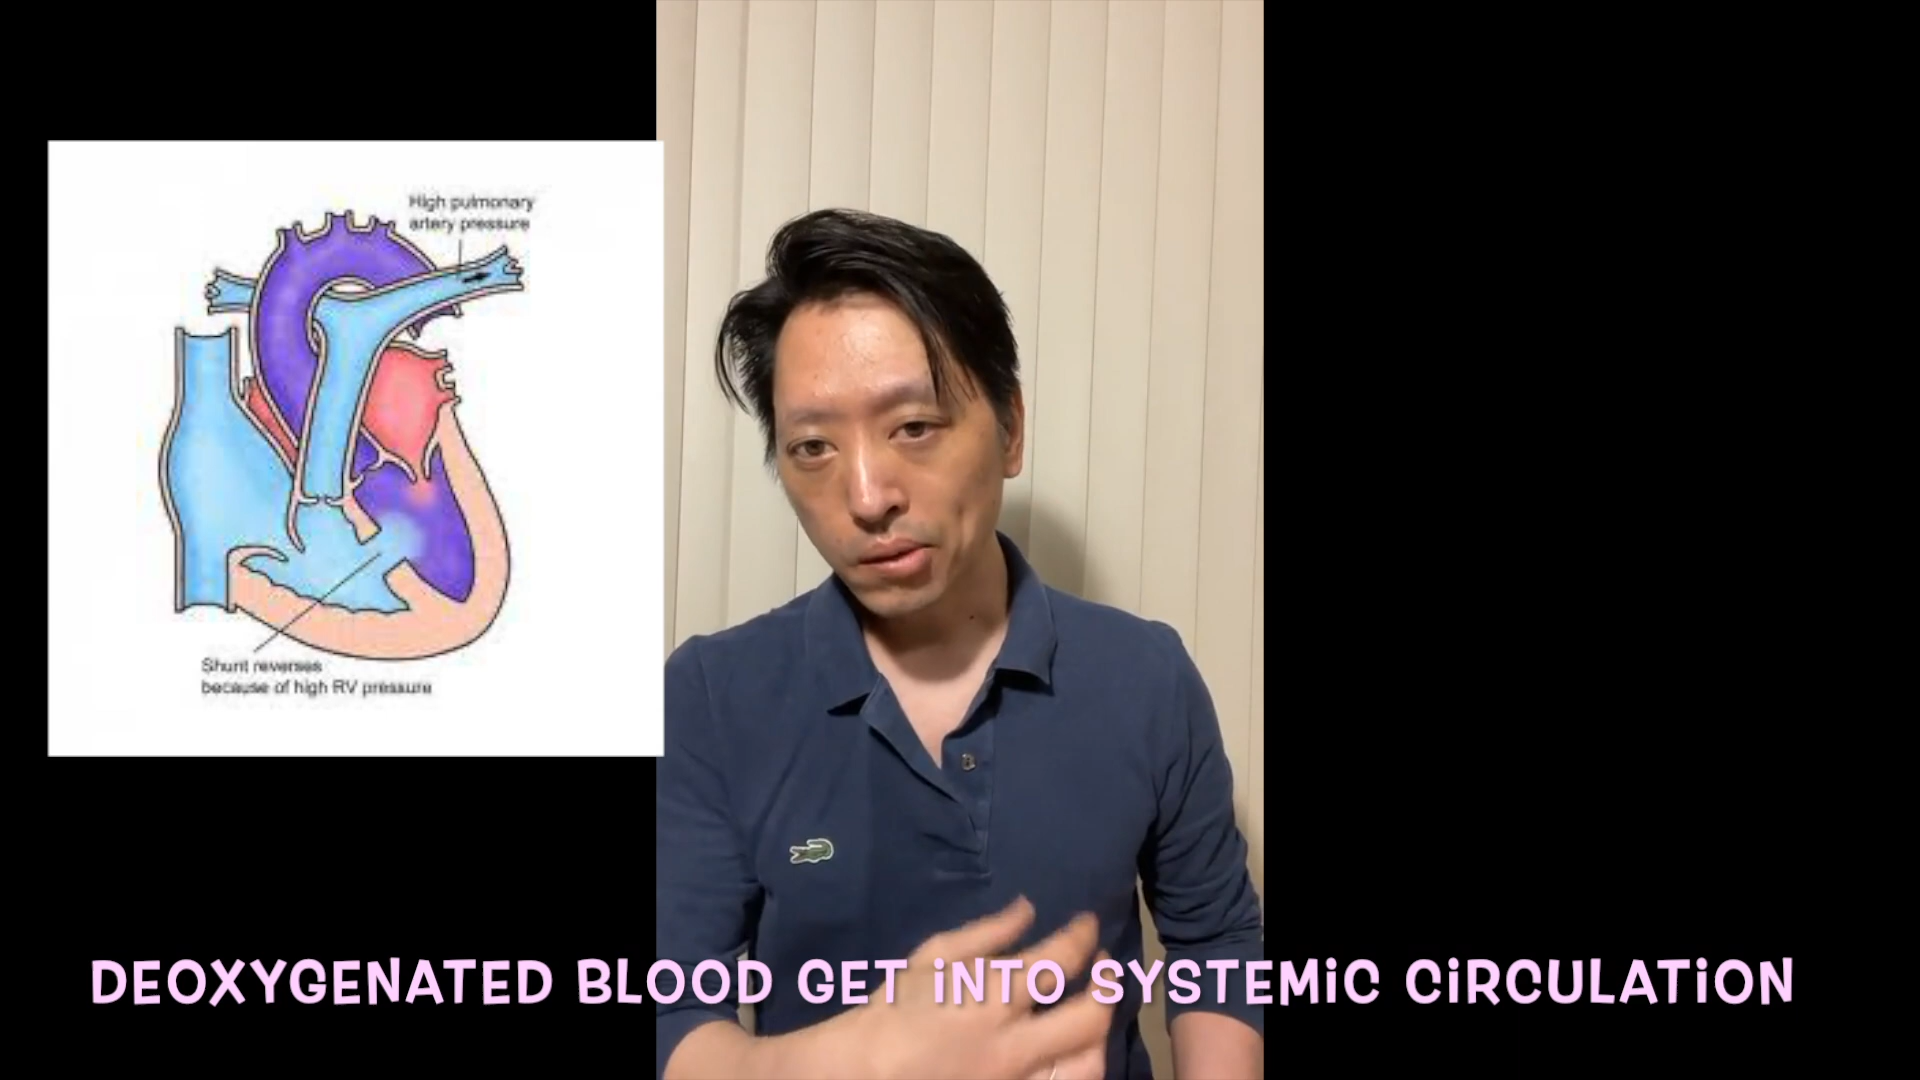 High pulmonary
artery pressure
Shunt reverses
because of high RV pressure
DEOXYGENATED BLOOD GET iNTO SYSTEMiC CiRCULATiON